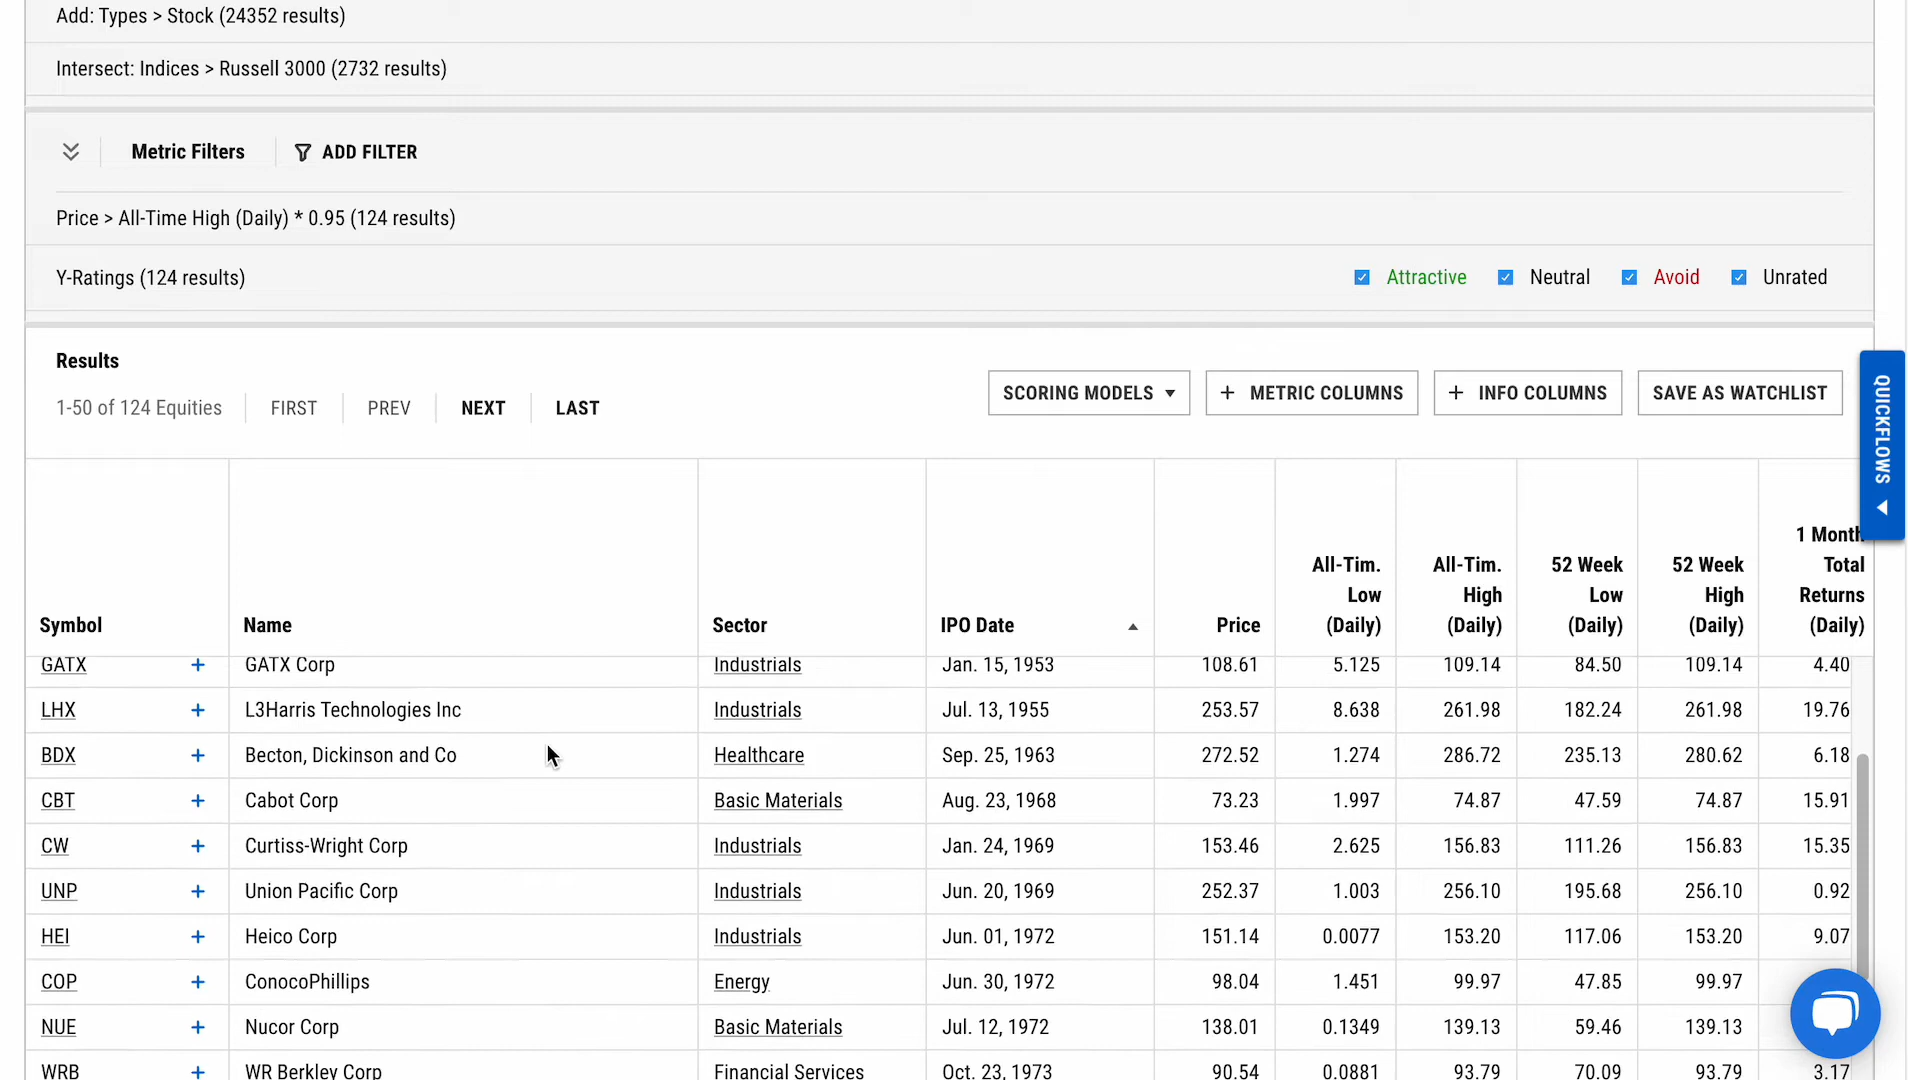 Add: Types > Stock (24352 results)
Intersect: Indices > Russell 3000 (2732 results)
Metric Filters ADD FILTER
Price > All-Time High (Daily) * 0.95 (124 results)
Y-Ratings (124 results) Attractive Neutral Avoid Unrated
Results
1-50 of 124 Equities FIRST PREV NEXT LAST
SCORING MODELS + METRIC COLUMNS + INFO COLUMNS SAVE AS WATCHLIST
QUICKFLOWS
Symbol Name Sector IPO Date Price All-Tim. Low (Daily) All-Tim. High (Daily) 52 Week Low (Daily) 52 Week High (Daily) 1 Month Total Returns (Daily)
GATX + GATX Corp Industrials Jan. 15, 1953 108.61 5.125 109.14 84.50 109.14 4.40
LHX + L3Harris Technologies Inc Industrials Jul. 13, 1955 253.57 8.638 261.98 182.24 261.98 19.76
BDX + Becton, Dickinson and Co Healthcare Sep. 25, 1963 272.52 1.274 286.72 235.13 280.62 6.18
CBT + Cabot Corp Basic Materials Aug. 23, 1968 73.23 1.997 74.87 47.59 74.87 15.91
CW + Curtiss-Wright Corp Industrials Jan. 24, 1969 153.46 2.625 156.83 111.26 156.83 15.35
UNP + Union Pacific Corp Industrials Jun. 20, 1969 252.37 1.003 256.10 195.68 256.10 0.92
HEI + Heico Corp Industrials Jun. 01, 1972 151.14 0.0077 153.20 117.06 153.20 9.07
COP + ConocoPhillips Energy Jun. 30, 1972 98.04 1.451 99.97 47.85 99.97
NUE + Nucor Corp Basic Materials Jul. 12, 1972 138.01 0.1349 139.13 59.46 139.13
WRB + WR Berkley Corp Financial Services Oct. 23, 1973 90.54 0.0881 93.79 70.09 93.79 3.17